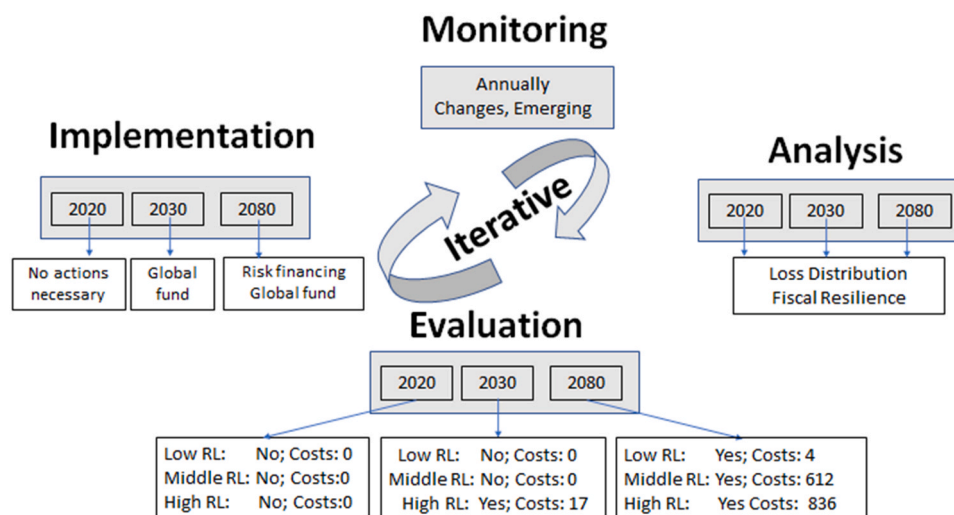 Monitoring
Annually
Changes, Emerging
Implementation
2020 2030 2080
No actions
necessary
Global
fund
Risk financing
Global fund
Iterative
Analysis
2020 2030 2080
Loss Distribution
Fiscal Resilience
Evaluation
2020 2030 2080
Low RL: No; Costs: 0
Middle RL: No; Costs:0
High RL: No; Costs:0
Low RL: No; Costs: 0
Middle RL: No; Costs: 0
High RL: Yes; Costs: 17
Low RL: Yes; Costs: 4
Middle RL: Yes; Costs: 612
High RL: Yes Costs: 836